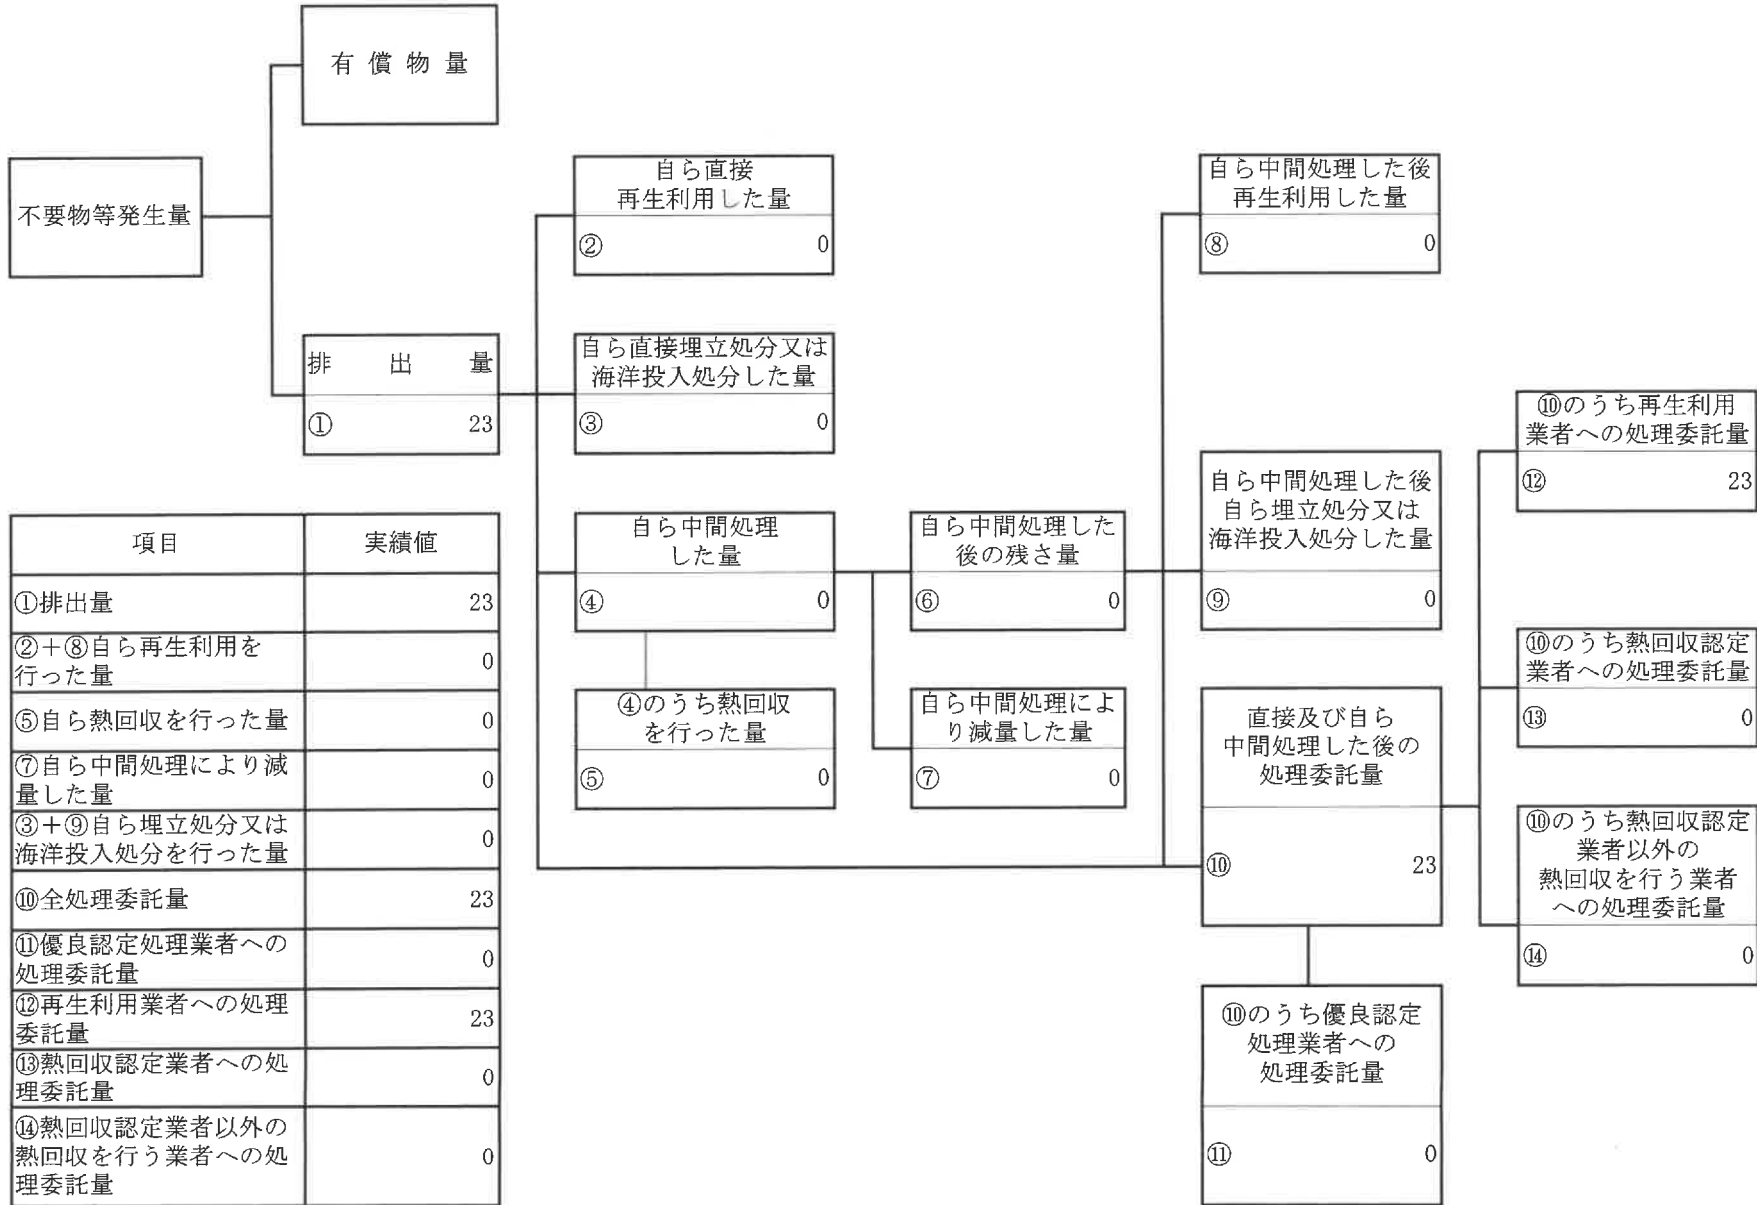 有償物量
不要物等発生量
排出量
① 23
自ら直接
再生利用した量
② 0
自ら直接埋立処分又は
海洋投入処分した量
③ 0
自ら中間処理
した量
④ 0
④のうち熱回収
を行った量
⑤ 0
自ら中間処理した
後の残さ量
⑥ 0
自ら中間処理によ
り減量した量
⑦ 0
自ら中間処理した後
再生利用した量
⑧ 0
自ら中間処理した後
自ら埋立処分又は
海洋投入処分した量
⑨ 0
直接及び自ら
中間処理した後の
処理委託量
⑩ 23
⑩のうち優良認定
処理業者への
処理委託量
⑪ 0
⑩のうち再生利用
業者への処理委託量
⑫ 23
⑩のうち熱回収認定
業者への処理委託量
⑬ 0
⑩のうち熱回収認定
業者以外の
熱回収を行う業者
への処理委託量
⑭ 0
項目 実績値
①排出量 23
②+⑧自ら再生利用を
行った量 0
⑤自ら熱回収を行った量 0
⑦自ら中間処理により減
量した量 0
③+⑨自ら埋立処分又は
海洋投入処分を行った量 0
⑩全処理委託量 23
⑪優良認定処理業者への
処理委託量 0
⑫再生利用業者への処理
委託量 23
⑬熱回収認定業者への処
理委託量 0
⑭熱回収認定業者以外の
熱回収を行う業者への処
理委託量 0